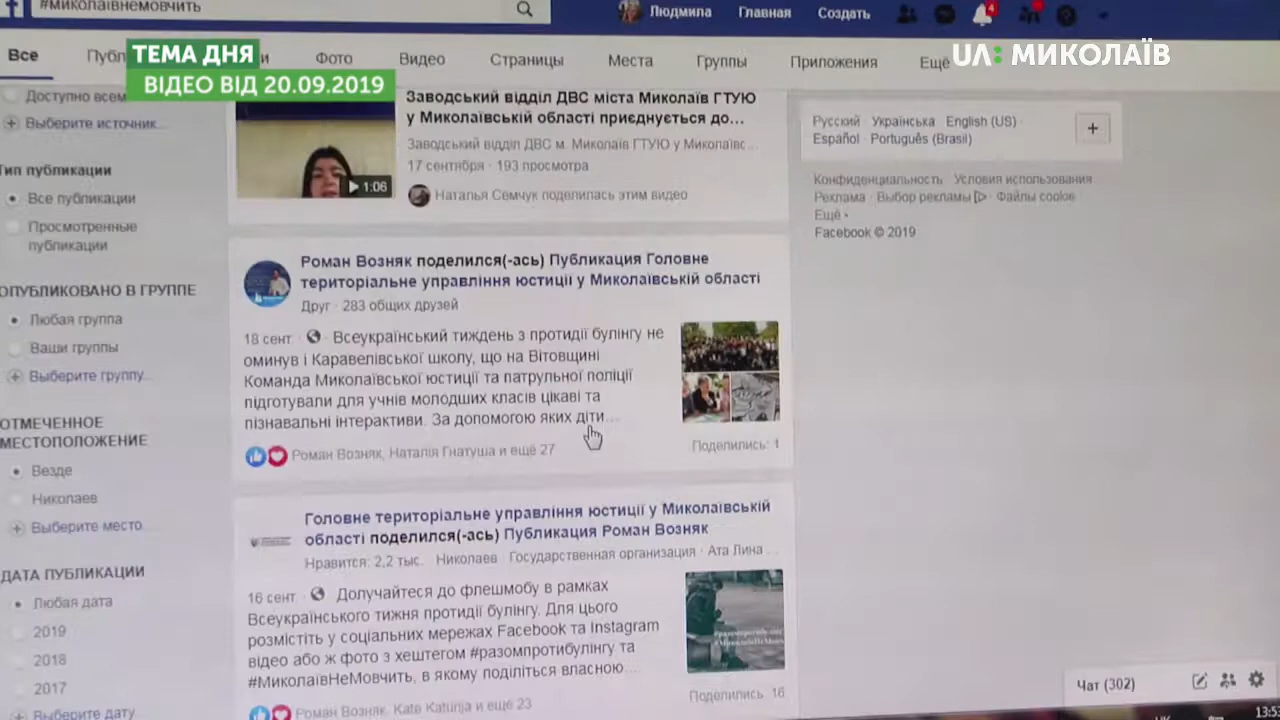 #миколаївнемовчить
Людмила Главная Создать 4
Все Фото Видео Страницы Места Группы Приложения Ещё
ТЕМА ДНЯ
ВІДЕО ВІД 20.09.2019
UA: МИКОЛАЇВ
Доступно всем
Выберите источник...
Тип публикации
Все публикации
Просмотренные
публикации
ОПУБЛИКОВАНО В ГРУППЕ
Любая группа
Ваши группы
Выберите группу...
ОТМЕЧЕННОЕ
МЕСТОПОЛОЖЕНИЕ
Везде
Николаев
Выберите место...
ДАТА ПУБЛИКАЦИИ
Любая дата
2019
2018
2017
Выберите дату...
Заводський відділ ДВС міста Миколаїв ГТУЮ
у Миколаївській області приєднується до...
Заводський відділ ДВС м. Миколаїв ГТУЮ у Миколаївс...
17 сентября · 193 просмотра
1:06
Наталья Семчук поделилась этим видео
Роман Возняк поделился(-ась) Публикация Головне
територіальне управління юстиції у Миколаївській області
Друг · 283 общих друзей
18 сент. · Всеукраїнський тиждень з протидії булінгу не
оминув і Каравелівської школу, що на Вітовщині
Команда Миколаївської юстиції та патрульної поліції
підготували для учнів молодших класів цікаві та
пізнавальні інтерактиви. За допомогою яких діти...
Роман Возняк, Наталія Гнатуша и ещё 27
Поделились: 1
Головне територіальне управління юстиції у Миколаївській
області поделился(-ась) Публикация Роман Возняк
Нравится: 2,2 тыс. · Николаев · Государственная организация · Ата Лина ...
16 сент. · Долучайтеся до флешмобу в рамках
Всеукраїнського тижня протидії булінгу. Для цього
розмістіть у соціальних мережах Facebook та Instagram
відео або ж фото з хештегом #разомпротибулінгу та
#МиколаївНеМовчить, в якому поділіться власною...
Роман Возняк, Kate Katunja и ещё 23
Поделились: 16
Русский · Українська · English (US) ·
Español · Português (Brasil)
Конфиденциальность · Условия использования
Реклама · Выбор рекламы · Файлы cookie
Ещё
Facebook © 2019
Чат (302)
13:53